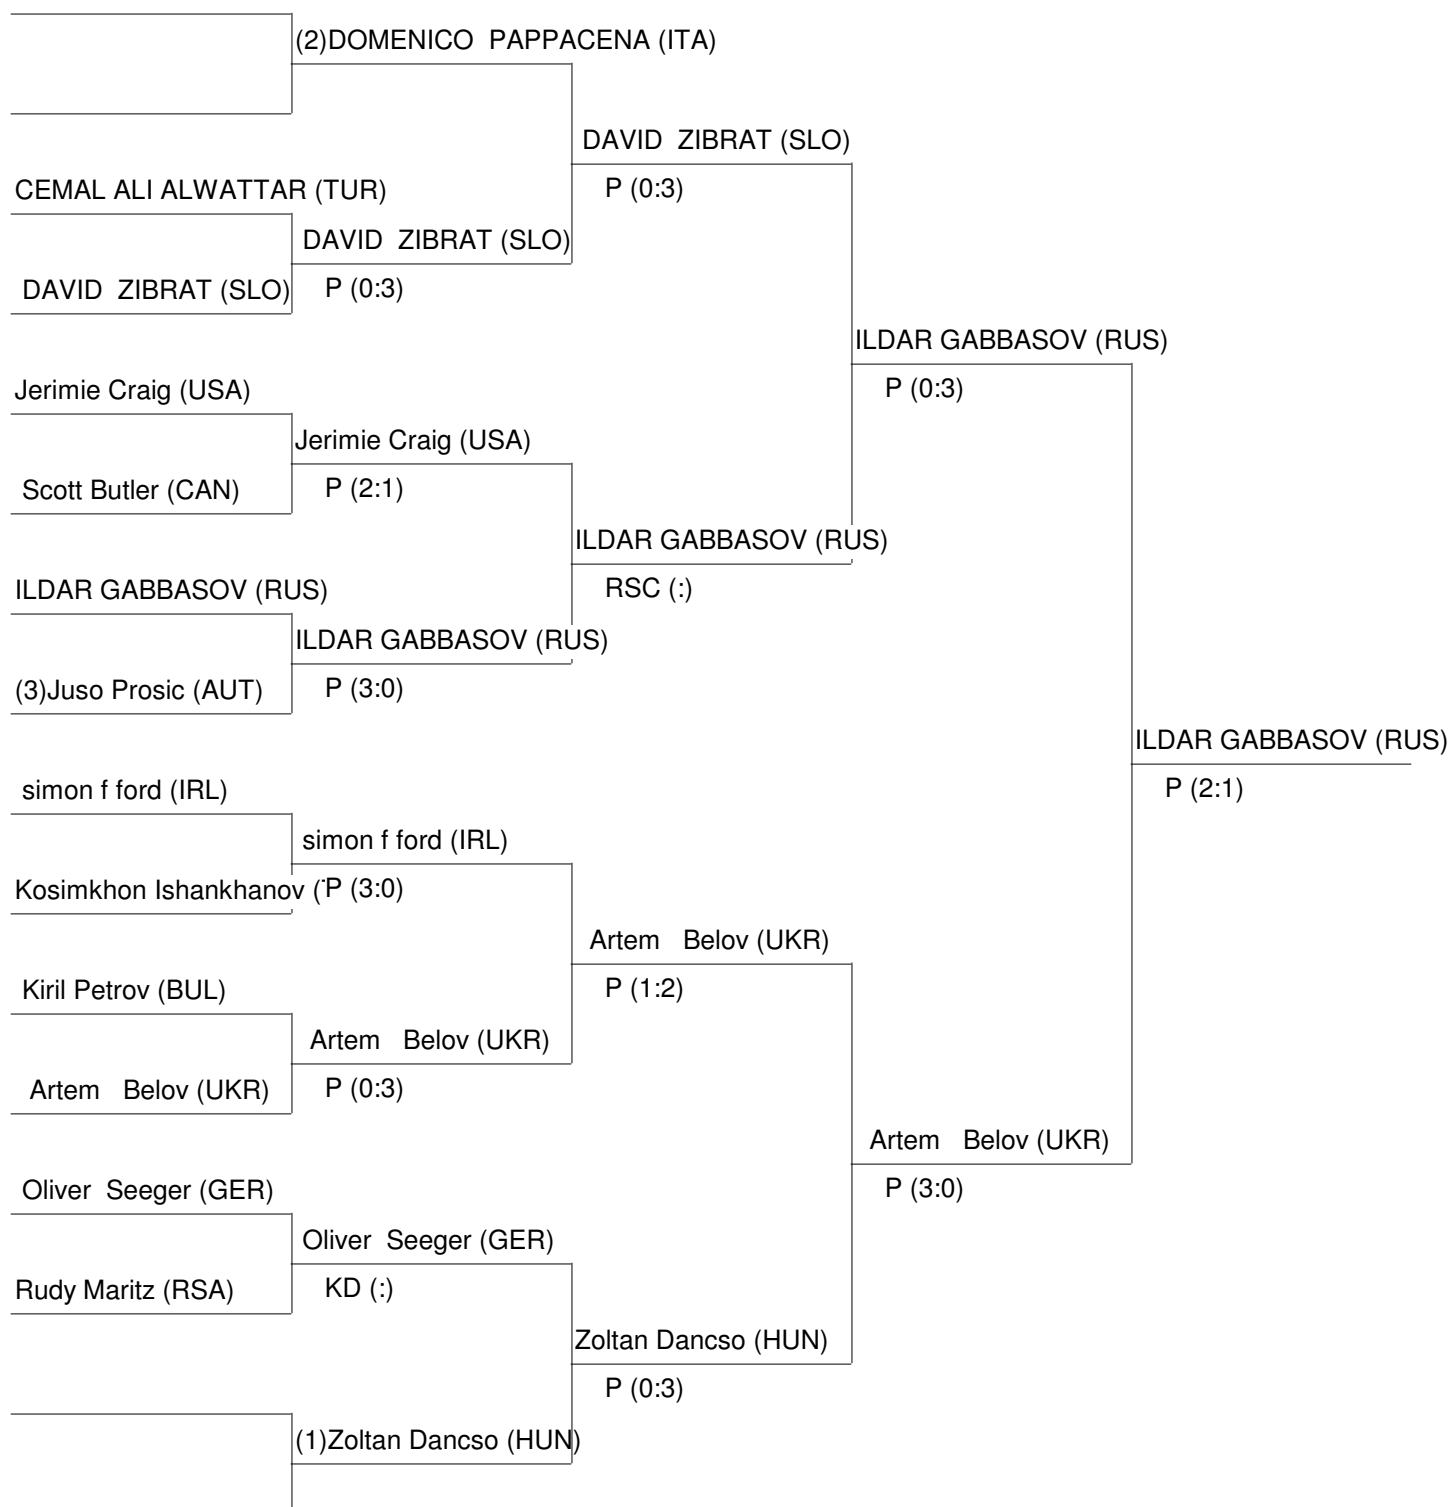 (2)DOMENICO  PAPPACENA (ITA)
DAVID  ZIBRAT (SLO)
P (0:3)
CEMAL ALI ALWATTAR (TUR)
DAVID  ZIBRAT (SLO)
DAVID  ZIBRAT (SLO)
P (0:3)
ILDAR GABBASOV (RUS)
P (0:3)
Jerimie Craig (USA)
Jerimie Craig (USA)
Scott Butler (CAN)
P (2:1)
ILDAR GABBASOV (RUS)
RSC (:)
ILDAR GABBASOV (RUS)
ILDAR GABBASOV (RUS)
(3)Juso Prosic (AUT)
P (3:0)
ILDAR GABBASOV (RUS)
P (2:1)
simon f ford (IRL)
simon f ford (IRL)
Kosimkhon Ishankhanov (
P (3:0)
Artem   Belov (UKR)
P (1:2)
Kiril Petrov (BUL)
Artem   Belov (UKR)
Artem   Belov (UKR)
P (0:3)
Artem   Belov (UKR)
P (3:0)
Oliver  Seeger (GER)
Oliver  Seeger (GER)
Rudy Maritz (RSA)
KD (:)
Zoltan Dancso (HUN)
P (0:3)
(1)Zoltan Dancso (HUN)